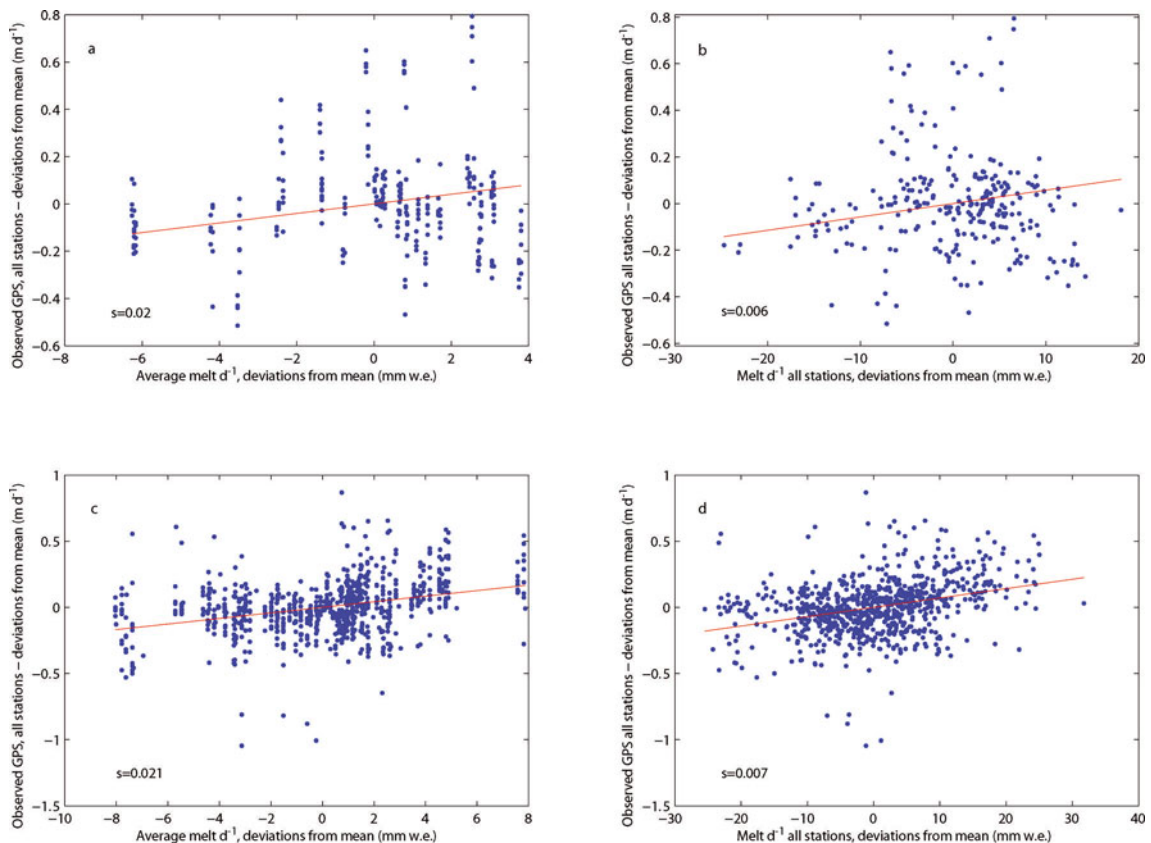 a
Observed GPS, all stations – deviations from mean (m d⁻¹)
0.8
0.6
0.4
0.2
0
−0.2
−0.4
−0.6
s=0.02
−8 −6 −4 −2 0 2 4
Average melt d⁻¹, deviations from mean (mm w.e.)
b
Observed GPS all stations – deviations from mean (m d⁻¹)
0.8
0.6
0.4
0.2
0
−0.2
−0.4
−0.6
s=0.006
−30 −20 −10 0 10 20
Melt d⁻¹ all stations, deviations from mean (mm w.e.)
c
Observed GPS, all stations – deviations from mean (m d⁻¹)
1
0.5
0
−0.5
−1
−1.5
s=0.021
−10 −8 −6 −4 −2 0 2 4 6 8
Average melt d⁻¹, deviations from mean (mm w.e.)
d
Observed GPS all stations – deviations from mean (m d⁻¹)
1
0.5
0
−0.5
−1
−1.5
s=0.007
−30 −20 −10 0 10 20 30 40
Melt d⁻¹ all stations, deviations from mean (mm w.e.)